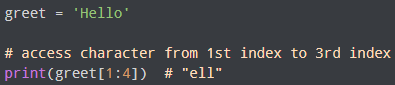 greet = 'Hello'
# access character from 1st index to 3rd index
print(greet[1:4])  # "ell"